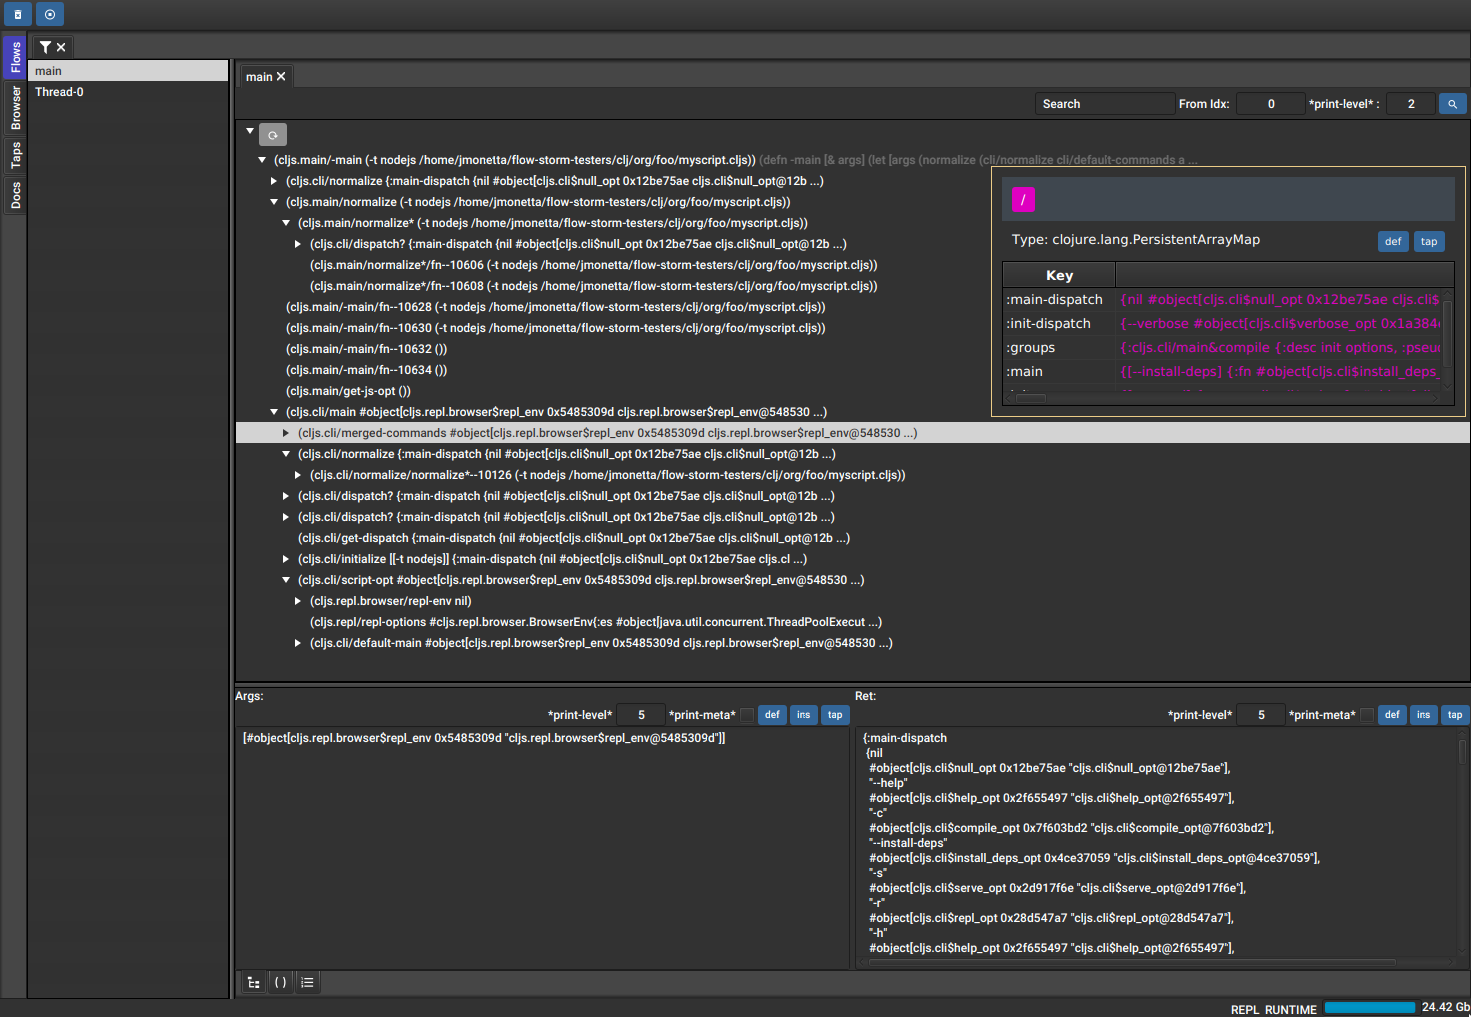 Flows
Browser
Taps
Docs
main
Thread-0
main
Search From Idx: 0 *print-level* : 2
(cljs.main/-main (-t nodejs /home/jmonetta/flow-storm-testers/clj/org/foo/myscript.cljs)) (defn -main [& args] (let [args (normalize (cli/normalize cli/default-commands a ...
(cljs.cli/normalize {:main-dispatch {nil #object[cljs.cli$null_opt 0x12be75ae cljs.cli$null_opt@12b ...)
(cljs.main/normalize (-t nodejs /home/jmonetta/flow-storm-testers/clj/org/foo/myscript.cljs))
(cljs.main/normalize* (-t nodejs /home/jmonetta/flow-storm-testers/clj/org/foo/myscript.cljs))
(cljs.cli/dispatch? {:main-dispatch {nil #object[cljs.cli$null_opt 0x12be75ae cljs.cli$null_opt@12b ...)
(cljs.main/normalize*/fn--10606 (-t nodejs /home/jmonetta/flow-storm-testers/clj/org/foo/myscript.cljs))
(cljs.main/normalize*/fn--10608 (-t nodejs /home/jmonetta/flow-storm-testers/clj/org/foo/myscript.cljs))
(cljs.main/-main/fn--10628 (-t nodejs /home/jmonetta/flow-storm-testers/clj/org/foo/myscript.cljs))
(cljs.main/-main/fn--10630 (-t nodejs /home/jmonetta/flow-storm-testers/clj/org/foo/myscript.cljs))
(cljs.main/-main/fn--10632 ())
(cljs.main/-main/fn--10634 ())
(cljs.main/get-js-opt ())
(cljs.cli/main #object[cljs.repl.browser$repl_env 0x5485309d cljs.repl.browser$repl_env@548530 ...)
(cljs.cli/merged-commands #object[cljs.repl.browser$repl_env 0x5485309d cljs.repl.browser$repl_env@548530 ...)
(cljs.cli/normalize {:main-dispatch {nil #object[cljs.cli$null_opt 0x12be75ae cljs.cli$null_opt@12b ...)
(cljs.cli/normalize/normalize*--10126 (-t nodejs /home/jmonetta/flow-storm-testers/clj/org/foo/myscript.cljs))
(cljs.cli/dispatch? {:main-dispatch {nil #object[cljs.cli$null_opt 0x12be75ae cljs.cli$null_opt@12b ...)
(cljs.cli/dispatch? {:main-dispatch {nil #object[cljs.cli$null_opt 0x12be75ae cljs.cli$null_opt@12b ...)
(cljs.cli/get-dispatch {:main-dispatch {nil #object[cljs.cli$null_opt 0x12be75ae cljs.cli$null_opt@12b ...)
(cljs.cli/initialize [[-t nodejs]] {:main-dispatch {nil #object[cljs.cli$null_opt 0x12be75ae cljs.cl ...)
(cljs.cli/script-opt #object[cljs.repl.browser$repl_env 0x5485309d cljs.repl.browser$repl_env@548530 ...)
(cljs.repl.browser/repl-env nil)
(cljs.repl/repl-options #cljs.repl.browser.BrowserEnv{:es #object[java.util.concurrent.ThreadPoolExecut ...)
(cljs.cli/default-main #object[cljs.repl.browser$repl_env 0x5485309d cljs.repl.browser$repl_env@548530 ...)
/
Type: clojure.lang.PersistentArrayMap def tap
Key
:main-dispatch {nil #object[cljs.cli$null_opt 0x12be75ae cljs.cli$
:init-dispatch {--verbose #object[cljs.cli$verbose_opt 0x1a384
:groups {:cljs.cli/main&compile {:desc init options, :pseud
:main {[--install-deps] {:fn #object[cljs.cli$install_deps_
Args:
*print-level* 5 *print-meta* def ins tap
[#object[cljs.repl.browser$repl_env 0x5485309d "cljs.repl.browser$repl_env@5485309d"]]
Ret:
*print-level* 5 *print-meta* def ins tap
{:main-dispatch
{nil
#object[cljs.cli$null_opt 0x12be75ae "cljs.cli$null_opt@12be75ae"],
"--help"
#object[cljs.cli$help_opt 0x2f655497 "cljs.cli$help_opt@2f655497"],
"-c"
#object[cljs.cli$compile_opt 0x7f603bd2 "cljs.cli$compile_opt@7f603bd2"],
"--install-deps"
#object[cljs.cli$install_deps_opt 0x4ce37059 "cljs.cli$install_deps_opt@4ce37059"],
"-s"
#object[cljs.cli$serve_opt 0x2d917f6e "cljs.cli$serve_opt@2d917f6e"],
"-r"
#object[cljs.cli$repl_opt 0x28d547a7 "cljs.cli$repl_opt@28d547a7"],
"-h"
#object[cljs.cli$help_opt 0x2f655497 "cljs.cli$help_opt@2f655497"],
( )
REPL RUNTIME 24.42 Gb